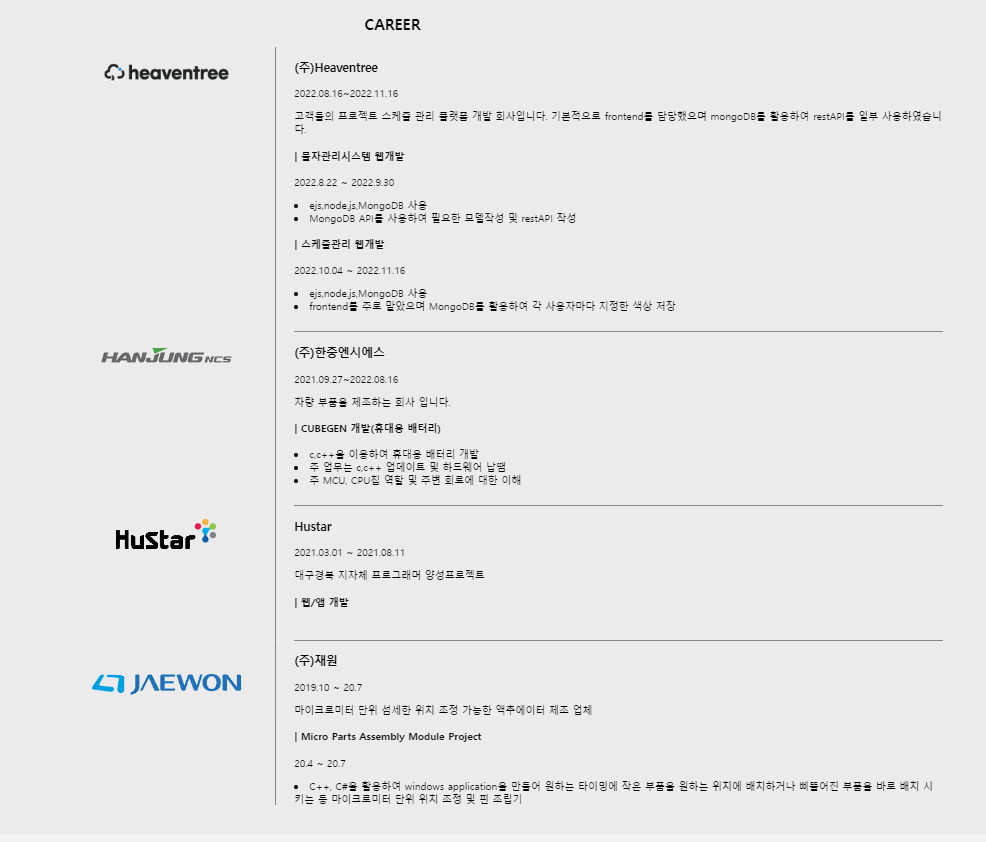 CAREER
heaventree
(주)Heaventree
2022.08.16~2022.11.16
고객들의 프로젝트 스케줄 관리 플랫폼 개발 회사입니다. 기본적으로 frontend를 담당했으며 mongoDB를 활용하여 restAPI를 일부 사용하였습니
다.
| 물자관리시스템 웹개발
2022.8.22 ~ 2022.9.30
• ejs,node.js,MongoDB 사용
• MongoDB API를 사용하여 필요한 모델작성 및 restAPI 작성
| 스케줄관리 웹개발
2022.10.04 ~ 2022.11.16
• ejs,node.js,MongoDB 사용
• frontend를 주로 맡았으며 MongoDB를 활용하여 각 사용자마다 지정한 색상 저장
HANJUNG NCS
(주)한중엔시에스
2021.09.27~2022.08.16
차량 부품을 제조하는 회사 입니다.
| CUBEGEN 개발(휴대용 배터리)
• c,c++을 이용하여 휴대용 배터리 개발
• 주 업무는 c,c++ 업데이트 및 하드웨어 납땜
• 주 MCU, CPU칩 역할 및 주변 회로에 대한 이해
HuStar
Hustar
2021.03.01 ~ 2021.08.11
대구경북 지자체 프로그래머 양성프로젝트
| 웹/앱 개발
JAEWON
(주)재원
2019.10 ~ 20.7
마이크로미터 단위 섬세한 위치 조정 가능한 액추에이터 제조 업체
| Micro Parts Assembly Module Project
20.4 ~ 20.7
• C++, C#을 활용하여 windows application을 만들어 원하는 타이밍에 작은 부품을 원하는 위치에 배치하거나 삐뚤어진 부품을 바로 배치 시
키는 등 마이크로미터 단위 위치 조정 및 핀 조립기